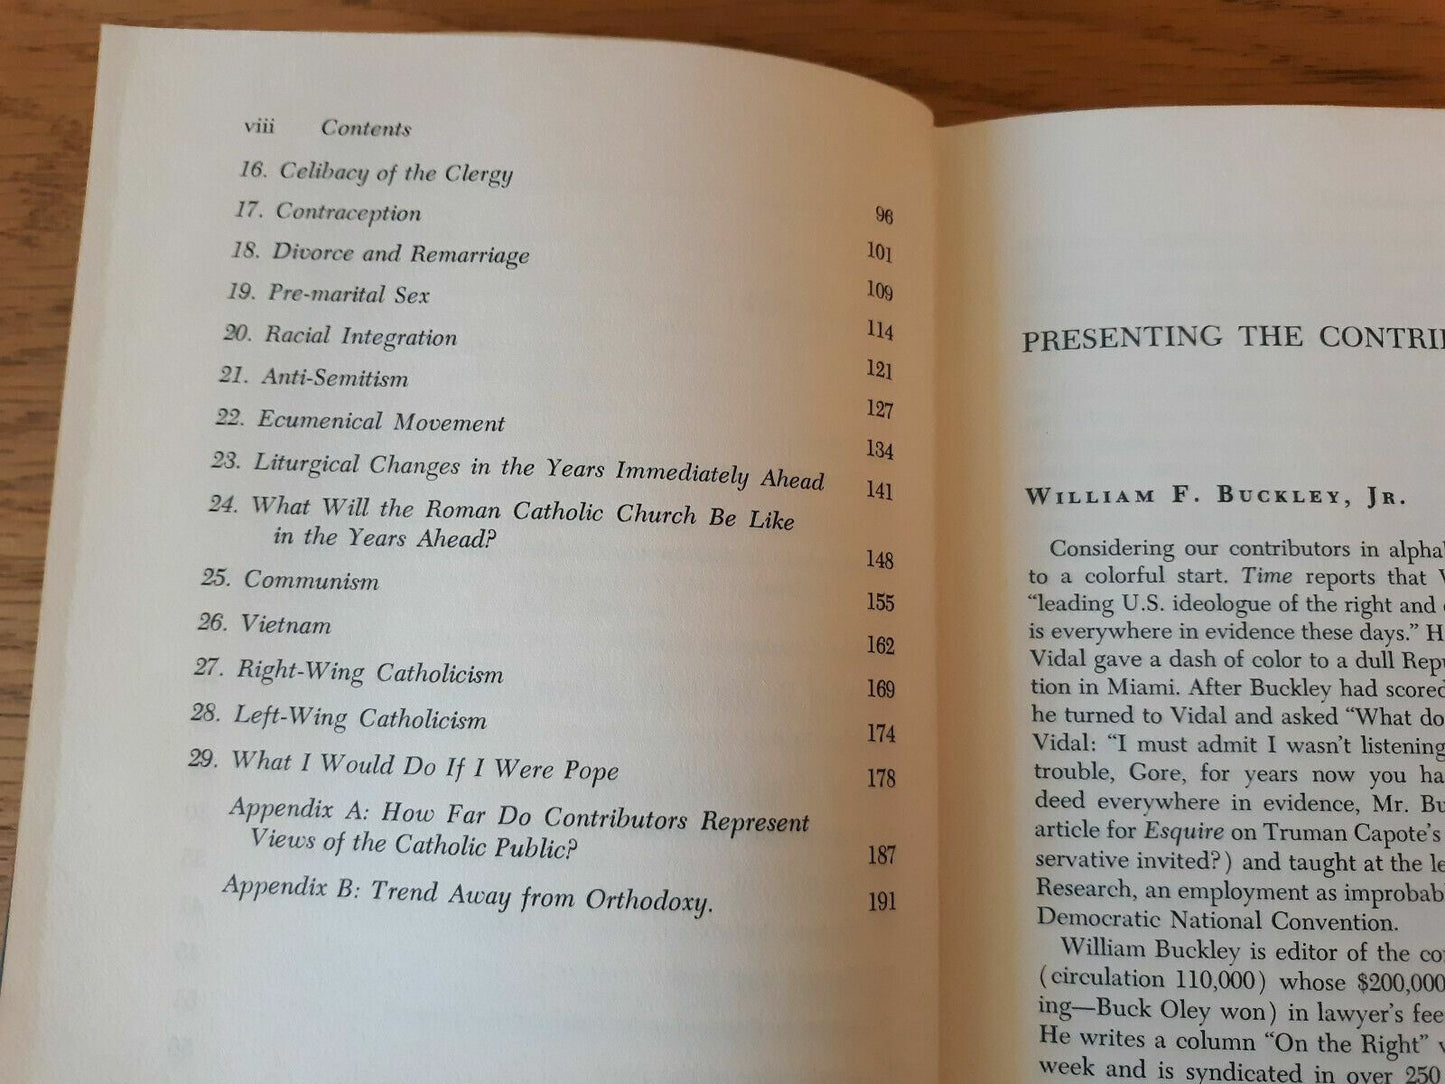 viii Contents
16. Celibacy of the Clergy 96
17. Contraception 101
18. Divorce and Remarriage 109
19. Pre-marital Sex 114
20. Racial Integration 121
21. Anti-Semitism 127
22. Ecumenical Movement 134
23. Liturgical Changes in the Years Immediately Ahead 141
24. What Will the Roman Catholic Church Be Like
in the Years Ahead? 148
25. Communism 155
26. Vietnam 162
27. Right-Wing Catholicism 169
28. Left-Wing Catholicism 174
29. What I Would Do If I Were Pope 178
Appendix A: How Far Do Contributors Represent
Views of the Catholic Public? 187
Appendix B: Trend Away from Orthodoxy. 191
PRESENTING THE CONTRI
WILLIAM F. BUCKLEY, JR.
Considering our contributors in alpha
to a colorful start. Time reports that
"leading U.S. ideologue of the right and
is everywhere in evidence these days." H
Vidal gave a dash of color to a dull Rep
tion in Miami. After Buckley had scored
he turned to Vidal and asked "What do
Vidal: "I must admit I wasn't listening
trouble, Gore, for years now you ha
deed everywhere in evidence, Mr. Bu
article for Esquire on Truman Capote's
servative invited?) and taught at the
Research, an employment as improbab
Democratic National Convention.
William Buckley is editor of the co
(circulation 110,000) whose $200,000
ing—Buck Oley won) in lawyer's fee
He writes a column "On the Right"
week and is syndicated in over 250